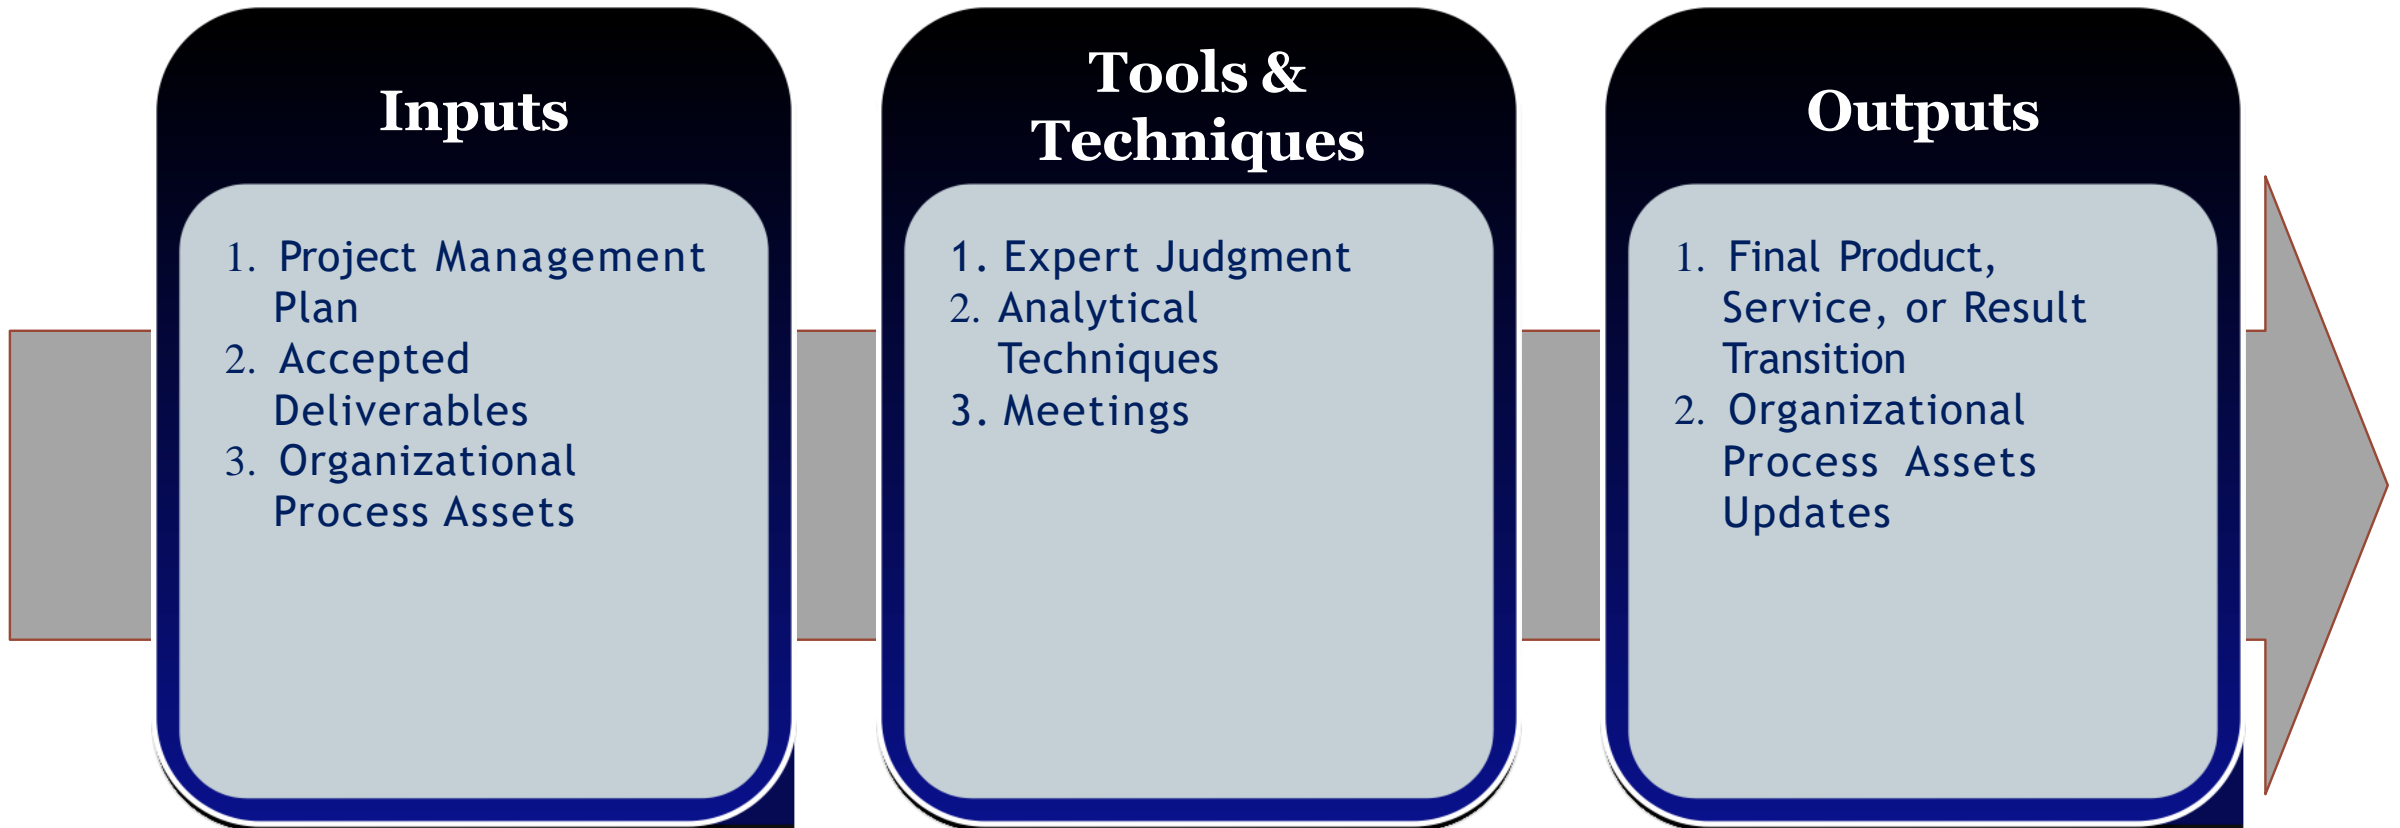 Inputs
1. Project Management
Plan
2. Accepted
Deliverables
3. Organizational
Process Assets
Tools &
Techniques
1. Expert Judgment
2. Analytical
Techniques
3. Meetings
Outputs
1. Final Product,
Service, or Result
Transition
2. Organizational
Process Assets
Updates